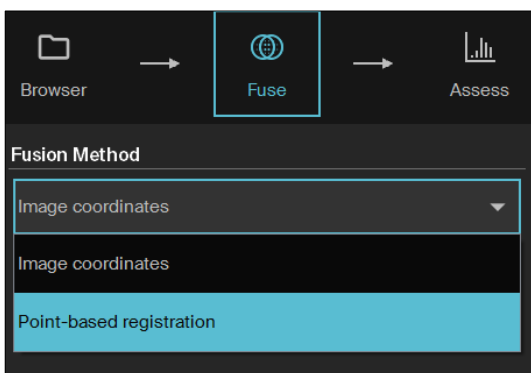 Browser
Fuse
Assess
Fusion Method
Image coordinates
Image coordinates
Point-based registration